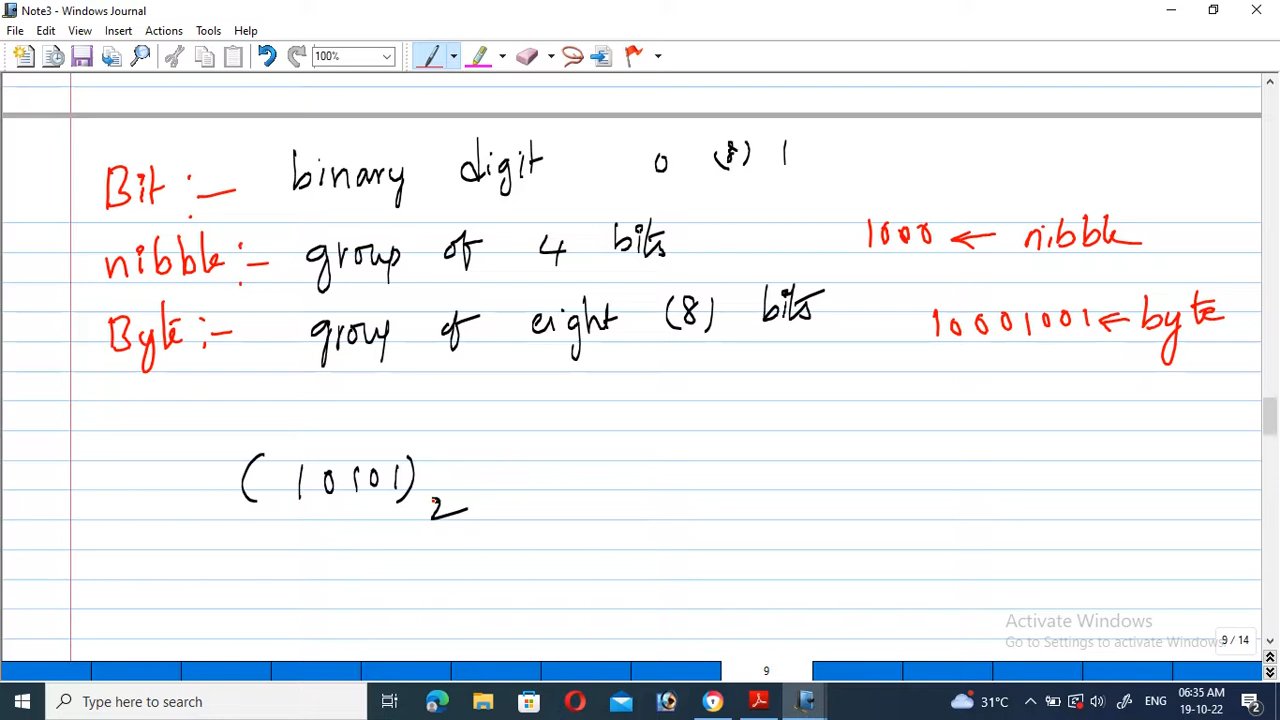 Note3 - Windows Journal
File Edit View Insert Actions Tools Help
100%
Bit :- binary digit 0 (or) 1
nibble :- group of 4 bits 1000 ← nibble
Byte :- group of eight (8) bits 10001001 ← byte
(10101)2
Activate Windows
Go to Settings to activate Windows.
9 / 14
9
Type here to search
31°C ENG 06:35 AM 19-10-22 2